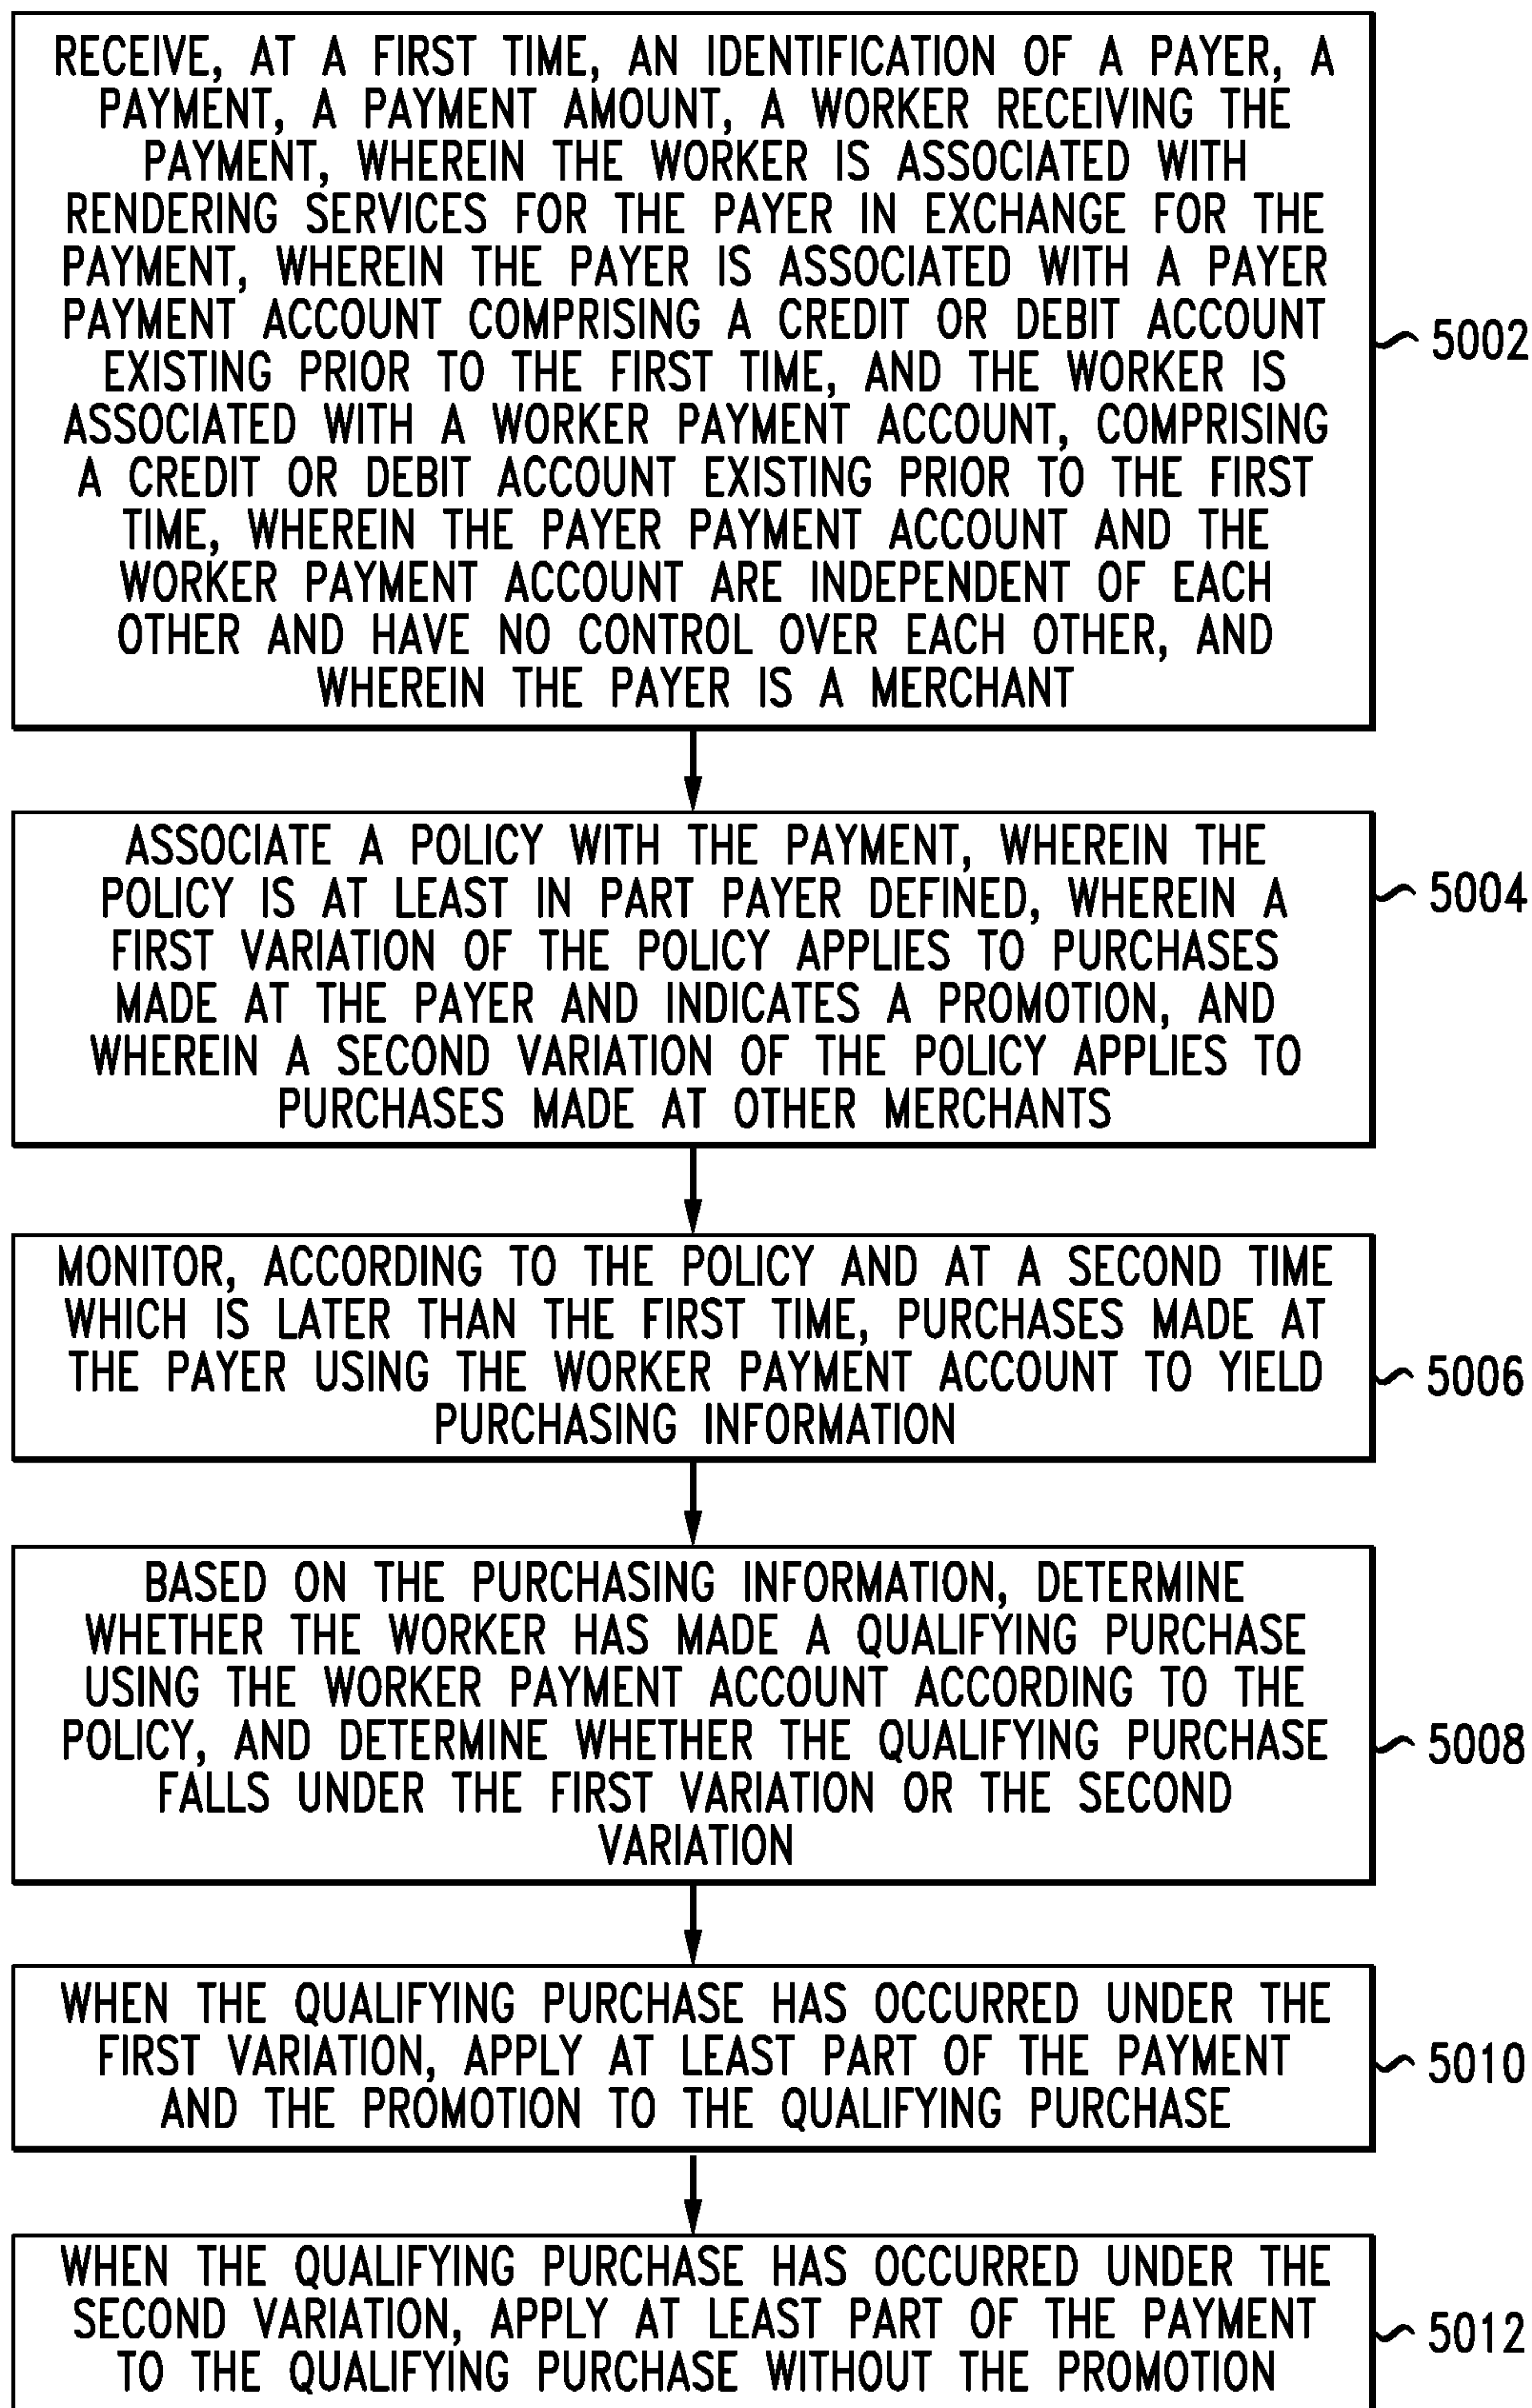 RECEIVE, AT A FIRST TIME, AN IDENTIFICATION OF A PAYER, A
PAYMENT, A PAYMENT AMOUNT, A WORKER RECEIVING THE
PAYMENT, WHEREIN THE WORKER IS ASSOCIATED WITH
RENDERING SERVICES FOR THE PAYER IN EXCHANGE FOR THE
PAYMENT, WHEREIN THE PAYER IS ASSOCIATED WITH A PAYER
PAYMENT ACCOUNT COMPRISING A CREDIT OR DEBIT ACCOUNT
EXISTING PRIOR TO THE FIRST TIME, AND THE WORKER IS
ASSOCIATED WITH A WORKER PAYMENT ACCOUNT, COMPRISING
A CREDIT OR DEBIT ACCOUNT EXISTING PRIOR TO THE FIRST
TIME, WHEREIN THE PAYER PAYMENT ACCOUNT AND THE
WORKER PAYMENT ACCOUNT ARE INDEPENDENT OF EACH
OTHER AND HAVE NO CONTROL OVER EACH OTHER, AND
WHEREIN THE PAYER IS A MERCHANT
5002
ASSOCIATE A POLICY WITH THE PAYMENT, WHEREIN THE
POLICY IS AT LEAST IN PART PAYER DEFINED, WHEREIN A
FIRST VARIATION OF THE POLICY APPLIES TO PURCHASES
MADE AT THE PAYER AND INDICATES A PROMOTION, AND
WHEREIN A SECOND VARIATION OF THE POLICY APPLIES TO
PURCHASES MADE AT OTHER MERCHANTS
5004
MONITOR, ACCORDING TO THE POLICY AND AT A SECOND TIME
WHICH IS LATER THAN THE FIRST TIME, PURCHASES MADE AT
THE PAYER USING THE WORKER PAYMENT ACCOUNT TO YIELD
PURCHASING INFORMATION
5006
BASED ON THE PURCHASING INFORMATION, DETERMINE
WHETHER THE WORKER HAS MADE A QUALIFYING PURCHASE
USING THE WORKER PAYMENT ACCOUNT ACCORDING TO THE
POLICY, AND DETERMINE WHETHER THE QUALIFYING PURCHASE
FALLS UNDER THE FIRST VARIATION OR THE SECOND
VARIATION
5008
WHEN THE QUALIFYING PURCHASE HAS OCCURRED UNDER THE
FIRST VARIATION, APPLY AT LEAST PART OF THE PAYMENT
AND THE PROMOTION TO THE QUALIFYING PURCHASE
5010
WHEN THE QUALIFYING PURCHASE HAS OCCURRED UNDER THE
SECOND VARIATION, APPLY AT LEAST PART OF THE PAYMENT
TO THE QUALIFYING PURCHASE WITHOUT THE PROMOTION
5012